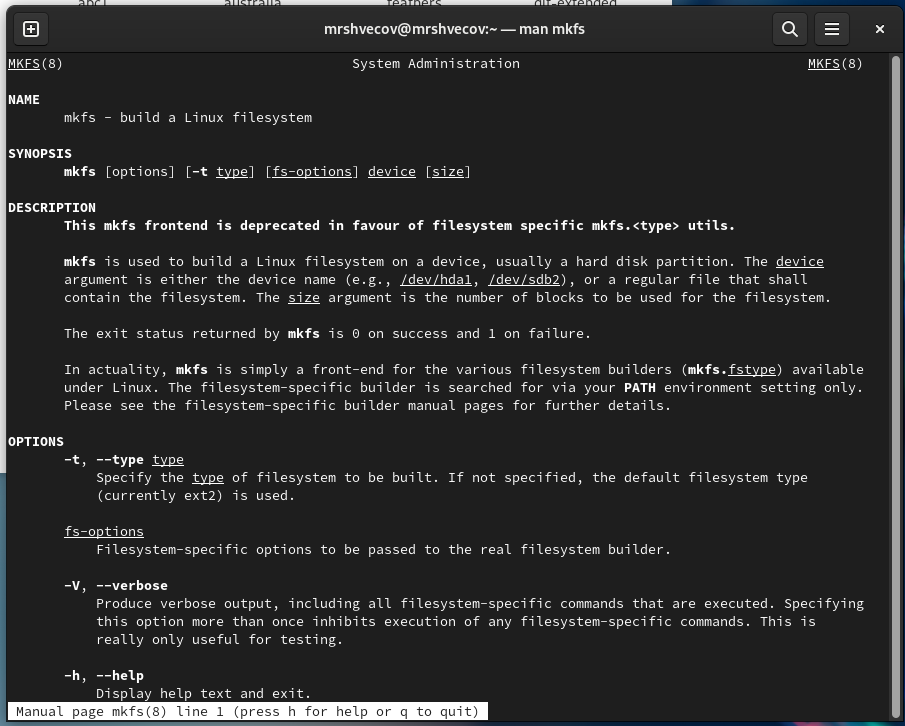 abc1 australia feathers git-extended
mrshvecov@mrshvecov:~ — man mkfs
MKFS(8) System Administration MKFS(8)
NAME
mkfs - build a Linux filesystem
SYNOPSIS
mkfs [options] [-t type] [fs-options] device [size]
DESCRIPTION
This mkfs frontend is deprecated in favour of filesystem specific mkfs.<type> utils.
mkfs is used to build a Linux filesystem on a device, usually a hard disk partition. The device
argument is either the device name (e.g., /dev/hda1, /dev/sdb2), or a regular file that shall
contain the filesystem. The size argument is the number of blocks to be used for the filesystem.
The exit status returned by mkfs is 0 on success and 1 on failure.
In actuality, mkfs is simply a front-end for the various filesystem builders (mkfs.fstype) available
under Linux. The filesystem-specific builder is searched for via your PATH environment setting only.
Please see the filesystem-specific builder manual pages for further details.
OPTIONS
-t, --type type
Specify the type of filesystem to be built. If not specified, the default filesystem type
(currently ext2) is used.
fs-options
Filesystem-specific options to be passed to the real filesystem builder.
-V, --verbose
Produce verbose output, including all filesystem-specific commands that are executed. Specifying
this option more than once inhibits execution of any filesystem-specific commands. This is
really only useful for testing.
-h, --help
Display help text and exit.
Manual page mkfs(8) line 1 (press h for help or q to quit)